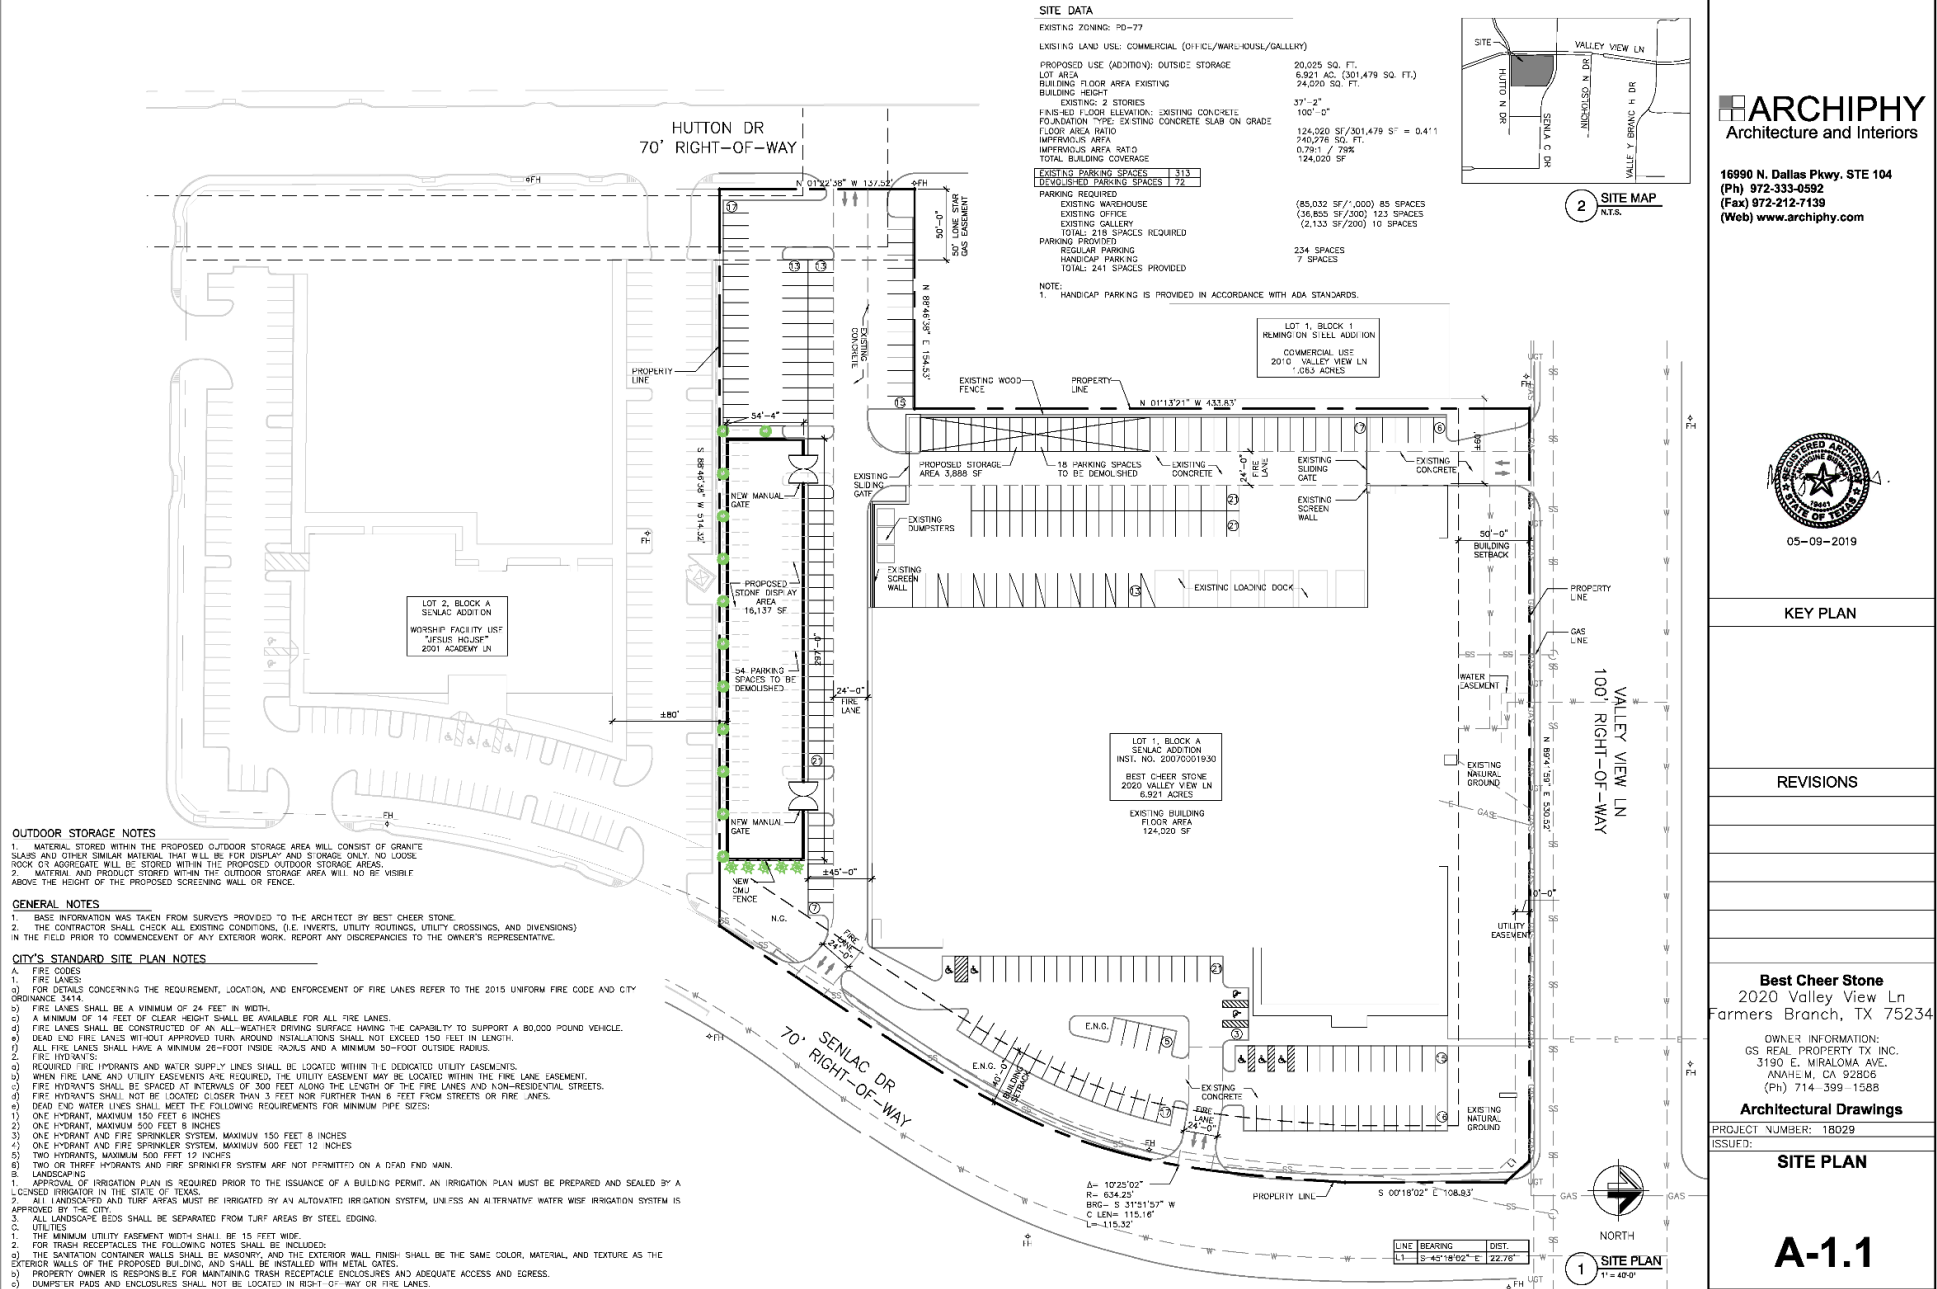 SITE DATA
EXISTING ZONING: PD-77
EXISTING LAND USE: COMMERCIAL (OFFICE/WAREHOUSE/GALLERY)
PROPOSED USE (ADDITION): OUTSIDE STORAGE 20,025 SQ. FT.
LOT AREA 6.921 AC. (301,479 SQ. FT.)
BUILDING FLOOR AREA EXISTING 24,020 SQ. FT.
BUILDING HEIGHT
EXISTING: 2 STORIES 37'-2"
FINISHED FLOOR ELEVATION: EXISTING CONCRETE 100'-0"
FOUNDATION TYPE: EXISTING CONCRETE SLAB ON GRADE
FLOOR AREA RATIO 124,020 SF/301,479 SF = 0.411
IMPERVIOUS AREA 240,276 SQ. FT.
IMPERVIOUS AREA RATIO 0.79:1 / 79%
TOTAL BUILDING COVERAGE 124,020 SF
EXISTING PARKING SPACES 313
DEMOLISHED PARKING SPACES 72
PARKING REQUIRED
EXISTING WAREHOUSE (85,032 SF/1,000) 85 SPACES
EXISTING OFFICE (36,855 SF/300) 123 SPACES
EXISTING GALLERY (2,133 SF/200) 10 SPACES
TOTAL: 218 SPACES REQUIRED
PARKING PROVIDED
REGULAR PARKING 234 SPACES
HANDICAP PARKING 7 SPACES
TOTAL: 241 SPACES PROVIDED
NOTE:
1. HANDICAP PARKING IS PROVIDED IN ACCORDANCE WITH ADA STANDARDS.
SITE
VALLEY VIEW LN
HUTTO N DR
SENLA C DR
NICHOLSO N DR
VALLE Y BRANC H DR
2 SITE MAP
N.T.S.
ARCHIPHY
Architecture and Interiors
16990 N. Dallas Pkwy. STE 104
(Ph) 972-333-0592
(Fax) 972-212-7139
(Web) www.archiphy.com
REGISTERED ARCHITECT
STATE OF TEXAS
05-09-2019
KEY PLAN
REVISIONS
Best Cheer Stone
2020 Valley View Ln
Farmers Branch, TX 75234
OWNER INFORMATION:
GS REAL PROPERTY TX INC.
3190 E. MIRALOMA AVE.
ANAHEIM, CA 92806
(Ph) 714-399-1588
Architectural Drawings
PROJECT NUMBER: 18029
ISSUED:
SITE PLAN
A-1.1
HUTTON DR
70' RIGHT-OF-WAY
FH
N 01°22'38" W 137.52'
FH
17
50'-0"
50' LONE STAR
GAS EASEMENT
13
13
N 88°46'38" E 154.53'
EXISTING
CONCRETE
PROPERTY
LINE
15
54'-4"
LOT 1, BLOCK 1
REMINGTON STEEL ADDITION
COMMERCIAL USE
2010 VALLEY VIEW LN
1.063 ACRES
EXISTING WOOD
FENCE
PROPERTY
LINE
N 01°13'21" W 433.83'
7
6
±60'
PROPOSED STORAGE
AREA 3,888 SF
18 PARKING SPACES
TO BE DEMOLISHED
EXISTING
CONCRETE
24'-0"
FIRE
LANE
EXISTING
SLIDING
GATE
EXISTING
CONCRETE
EXISTING
SLIDING
GATE
EXISTING
SCREEN
WALL
21
21
EXISTING
DUMPSTERS
EXISTING
SCREEN
WALL
13
EXISTING LOADING DOCK
50'-0"
BUILDING
SETBACK
PROPERTY
LINE
GAS
LINE
WATER
EASEMENT
EXISTING
NATURAL
GROUND
N 89°41'59" E 530.52'
VALLEY VIEW LN
100' RIGHT-OF-WAY
UTILITY
EASEMENT
S 88°46'38" W 514.32'
NEW MANUAL
GATE
PROPOSED
STONE DISPLAY
AREA
16,137 SF
297'-0"
54 PARKING
SPACES TO BE
DEMOLISHED
24'-0"
FIRE
LANE
±80'
21
NEW MANUAL
GATE
±45'-0"
NEW
CMU
FENCE
N.G.
7
FIRE
LANE
24'-0"
LOT 2, BLOCK A
SENLAC ADDITION
WORSHIP FACILITY USE
"JESUS HOUSE"
2001 ACADEMY LN
FH
FH
LOT 1, BLOCK A
SENLAC ADDITION
INST. NO. 20070001930
BEST CHEER STONE
2020 VALLEY VIEW LN
6.921 ACRES
EXISTING BUILDING
FLOOR AREA
124,020 SF
21
3
E.N.G.
5
E.N.G.
40'-0"
BUILDING
SETBACK
17
EXISTING
CONCRETE
FIRE
LANE
24'-0"
16
EXISTING
NATURAL
GROUND
SENLAC DR
70' RIGHT-OF-WAY
FH
FH
Δ- 10°25'02"
R- 634.25'
BRG- S 31°51'57" W
C LEN= 115.16'
L= 115.32'
PROPERTY LINE
S 00°18'02" E 108.93'
LINE BEARING DIST.
L1 S 45°18'02" E 22.76'
NORTH
1 SITE PLAN
1" = 40'-0"
OUTDOOR STORAGE NOTES
1. MATERIAL STORED WITHIN THE PROPOSED OUTDOOR STORAGE AREA WILL CONSIST OF GRANITE
SLABS AND OTHER SIMILAR MATERIAL THAT WILL BE FOR DISPLAY AND STORAGE ONLY. NO LOOSE
ROCK OR AGGREGATE WILL BE STORED WITHIN THE PROPOSED OUTDOOR STORAGE AREAS.
2. MATERIAL AND PRODUCT STORED WITHIN THE OUTDOOR STORAGE AREA WILL NO BE VISIBLE
ABOVE THE HEIGHT OF THE PROPOSED SCREENING WALL OR FENCE.
GENERAL NOTES
1. BASE INFORMATION WAS TAKEN FROM SURVEYS PROVIDED TO THE ARCHITECT BY BEST CHEER STONE.
2. THE CONTRACTOR SHALL CHECK ALL EXISTING CONDITIONS, (I.E. INVERTS, UTILITY ROUTINGS, UTILITY CROSSINGS, AND DIVENSIONS)
IN THE FIELD PRIOR TO COMMENCEMENT OF ANY EXTERIOR WORK. REPORT ANY DISCREPANCIES TO THE OWNER'S REPRESENTATIVE.
CITY'S STANDARD SITE PLAN NOTES
A. FIRE CODES
1. FIRE LANES:
a) FOR DETAILS CONCERNING THE REQUIREMENT, LOCATION, AND ENFORCEMENT OF FIRE LANES REFER TO THE 2015 UNIFORM FIRE CODE AND CITY
ORDINANCE 3414.
b) FIRE LANES SHALL BE A MINIMUM OF 24 FEET IN WIDTH.
c) A MINIMUM OF 14 FEET OF CLEAR HEIGHT SHALL BE AVAILABLE FOR ALL FIRE LANES.
d) FIRE LANES SHALL BE CONSTRUCTED OF AN ALL-WEATHER DRIVING SURFACE HAVING THE CAPABILITY TO SUPPORT A 80,000 POUND VEHICLE.
e) DEAD END FIRE LANES WITHOUT APPROVED TURN AROUND INSTALLATIONS SHALL NOT EXCEED 150 FEET IN LENGTH.
f) ALL FIRE LANES SHALL HAVE A MINIMUM 26-FOOT INSIDE RADIUS AND A MINIMUM 50-FOOT OUTSIDE RADIUS.
2. FIRE HYDRANTS:
a) REQUIRED FIRE HYDRANTS AND WATER SUPPLY LINES SHALL BE LOCATED WITHIN THE DEDICATED UTILITY EASEMENTS.
b) WHEN FIRE LANE AND UTILITY EASEMENTS ARE REQUIRED, THE UTILITY EASEMENT MAY BE LOCATED WITHIN THE FIRE LANE EASEMENT.
c) FIRE HYDRANTS SHALL BE SPACED AT INTERVALS OF 300 FEET ALONG THE LENGTH OF THE FIRE LANES AND NON-RESIDENTIAL STREETS.
d) FIRE HYDRANTS SHALL NOT BE LOCATED CLOSER THAN 3 FEET NOR FURTHER THAN 6 FEET FROM STREETS OR FIRE LANES.
e) DEAD END WATER LINES SHALL MEET THE FOLLOWING REQUIREMENTS FOR MINIMUM PIPE SIZES:
1) ONE HYDRANT, MAXIMUM 150 FEET 6 INCHES
2) ONE HYDRANT, MAXIMUM 500 FEET 8 INCHES
3) ONE HYDRANT AND FIRE SPRINKLER SYSTEM, MAXIMUM 150 FEET 8 INCHES
4) ONE HYDRANT AND FIRE SPRINKLER SYSTEM, MAXIMUM 500 FEET 12 INCHES
5) TWO HYDRANTS, MAXIMUM 500 FEET 12 INCHES
6) TWO OR THREE HYDRANTS AND FIRE SPRINKLER SYSTEM ARE NOT PERMITTED ON A DEAD END MAIN.
B. LANDSCAPING
1. APPROVAL OF IRRIGATION PLAN IS REQUIRED PRIOR TO THE ISSUANCE OF A BUILDING PERMIT. AN IRRIGATION PLAN MUST BE PREPARED AND SEALED BY A
LICENSED IRRIGATOR IN THE STATE OF TEXAS.
2. ALL LANDSCAPED AND TURF AREAS MUST BE IRRIGATED BY AN AUTOMATED IRRIGATION SYSTEM, UNLESS AN ALTERNATIVE WATER WISE IRRIGATION SYSTEM IS
APPROVED BY THE CITY.
3. ALL LANDSCAPE BEDS SHALL BE SEPARATED FROM TURF AREAS BY STEEL EDGING.
C. UTILITIES
1. THE MINIMUM UTILITY EASEMENT WIDTH SHALL BE 15 FEET WIDE.
2. FOR TRASH RECEPTACLES THE FOLLOWING NOTES SHALL BE INCLUDED:
a) THE SANITATION CONTAINER WALLS SHALL BE MASONRY, AND THE EXTERIOR WALL FINISH SHALL BE THE SAME COLOR, MATERIAL, AND TEXTURE AS THE
EXTERIOR WALLS OF THE PROPOSED BUILDING, AND SHALL BE INSTALLED WITH METAL GATES.
b) PROPERTY OWNER IS RESPONSIBLE FOR MAINTAINING TRASH RECEPTACLE ENCLOSURES AND ADEQUATE ACCESS AND EGRESS.
c) DUMPSTER PADS AND ENCLOSURES SHALL NOT BE LOCATED IN RIGHT-OF-WAY OR FIRE LANES.